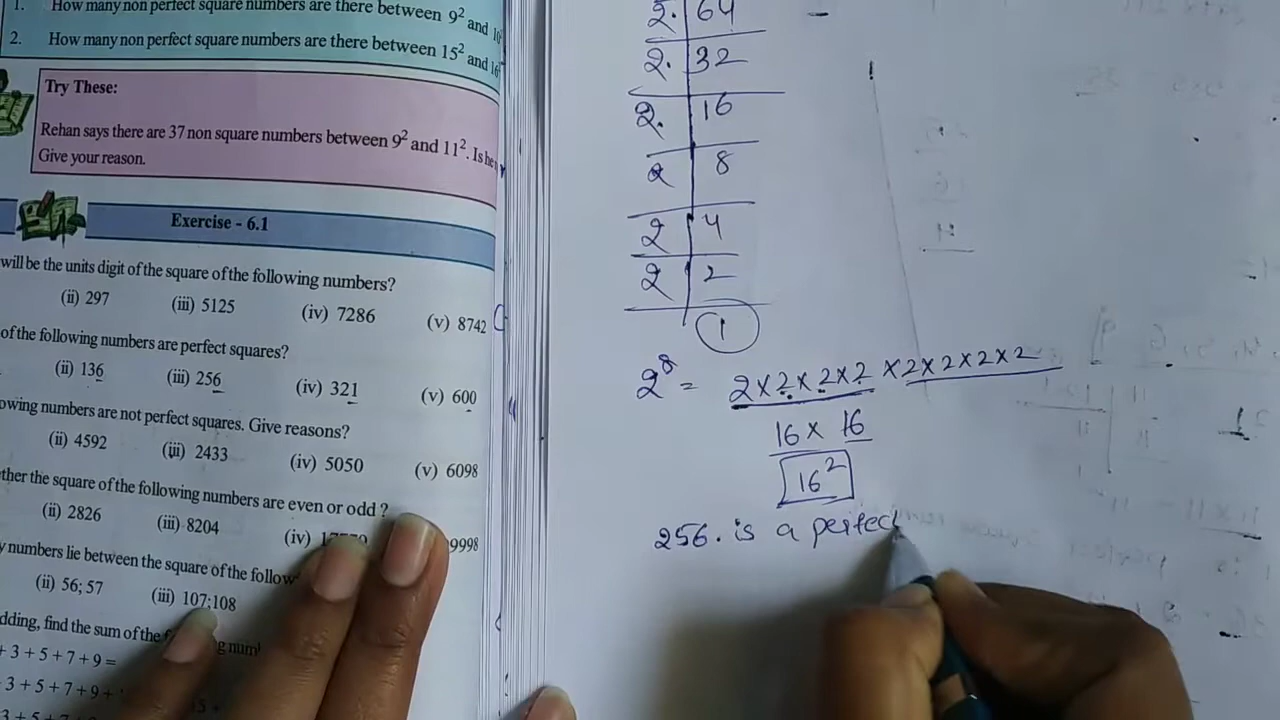 1. How many non perfect square numbers are there between 9² and
2. How many non perfect square numbers are there between 15² and 16²
Try These:
Rehan says there are 37 non square numbers between 9² and 11². Is he
Give your reason.
Exercise - 6.1
will be the units digit of the square of the following numbers?
(ii) 297 (iii) 5125 (iv) 7286 (v) 8742
of the following numbers are perfect squares?
(ii) 136 (iii) 256 (iv) 321 (v) 600
owing numbers are not perfect squares. Give reasons?
(ii) 4592 (iii) 2433 (iv) 5050 (v) 6098
ther the square of the following numbers are even or odd ?
(ii) 2826 (iii) 8204 (iv) 9998
numbers lie between the square of the
(ii) 56; 57 (iii) 107;108
dding, find the sum of the
+ 3 + 5 + 7 + 9 =
3 + 5 + 7 + 9 +
2. 64
2. 32
2. 16
2 8
2 4
2 2
1
2⁸ = 2 × 2 × 2 × 2 × 2 × 2 × 2 × 2
16 × 16
16²
256. is a perfect